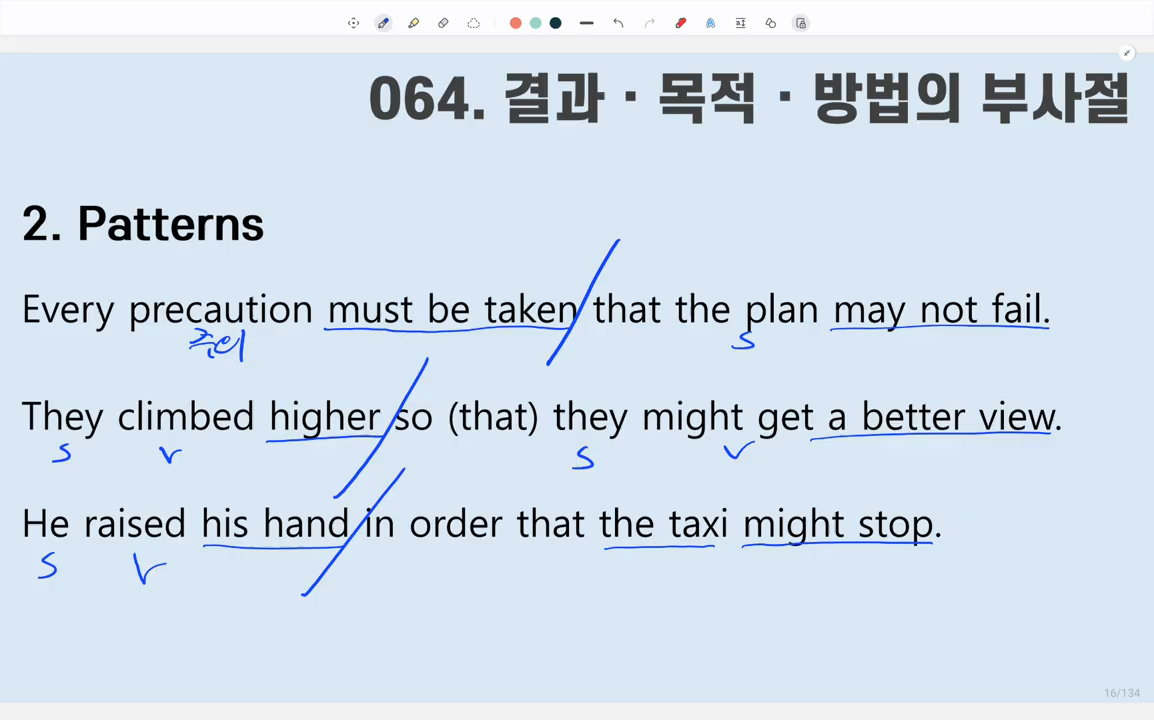 064. 결과 · 목적 · 방법의 부사절
2. Patterns
Every precaution must be taken that the plan may not fail.
주의 S
They climbed higher so (that) they might get a better view.
S V S V
He raised his hand in order that the taxi might stop.
S V
16/134